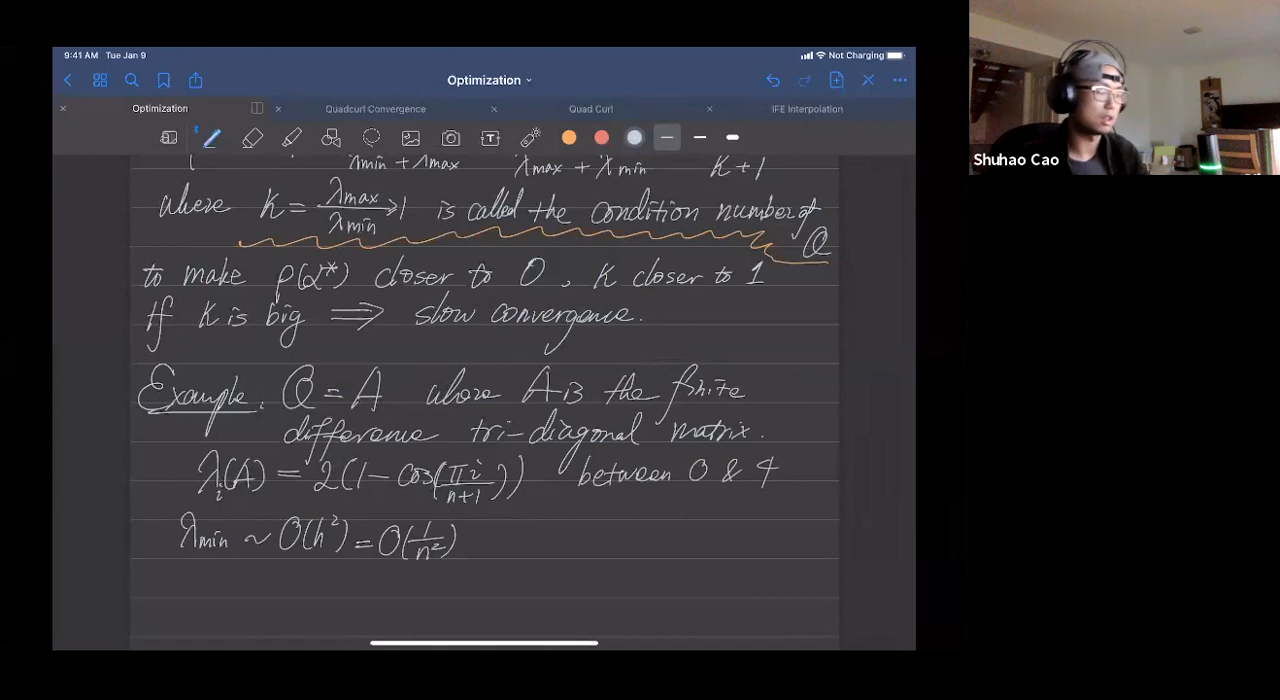 9:41 AM Tue Jan 9
Not Charging
Optimization
Optimization
Quadcurl Convergence
Quad Curl
IFE Interpolation
λmin + λmax λmax + λmin K+1
where K = λmax/λmin >1 is called the condition number of Q
to make ρ(α*) closer to 0, K closer to 1
If K is big ⟹ slow convergence.
Example. Q = A where A is the finite
difference tri-diagonal matrix.
λi(A) = 2(1 - cos(πi/n+1)) between 0 & 4
λmin ~ O(h²) = O(1/n²)
Shuhao Cao